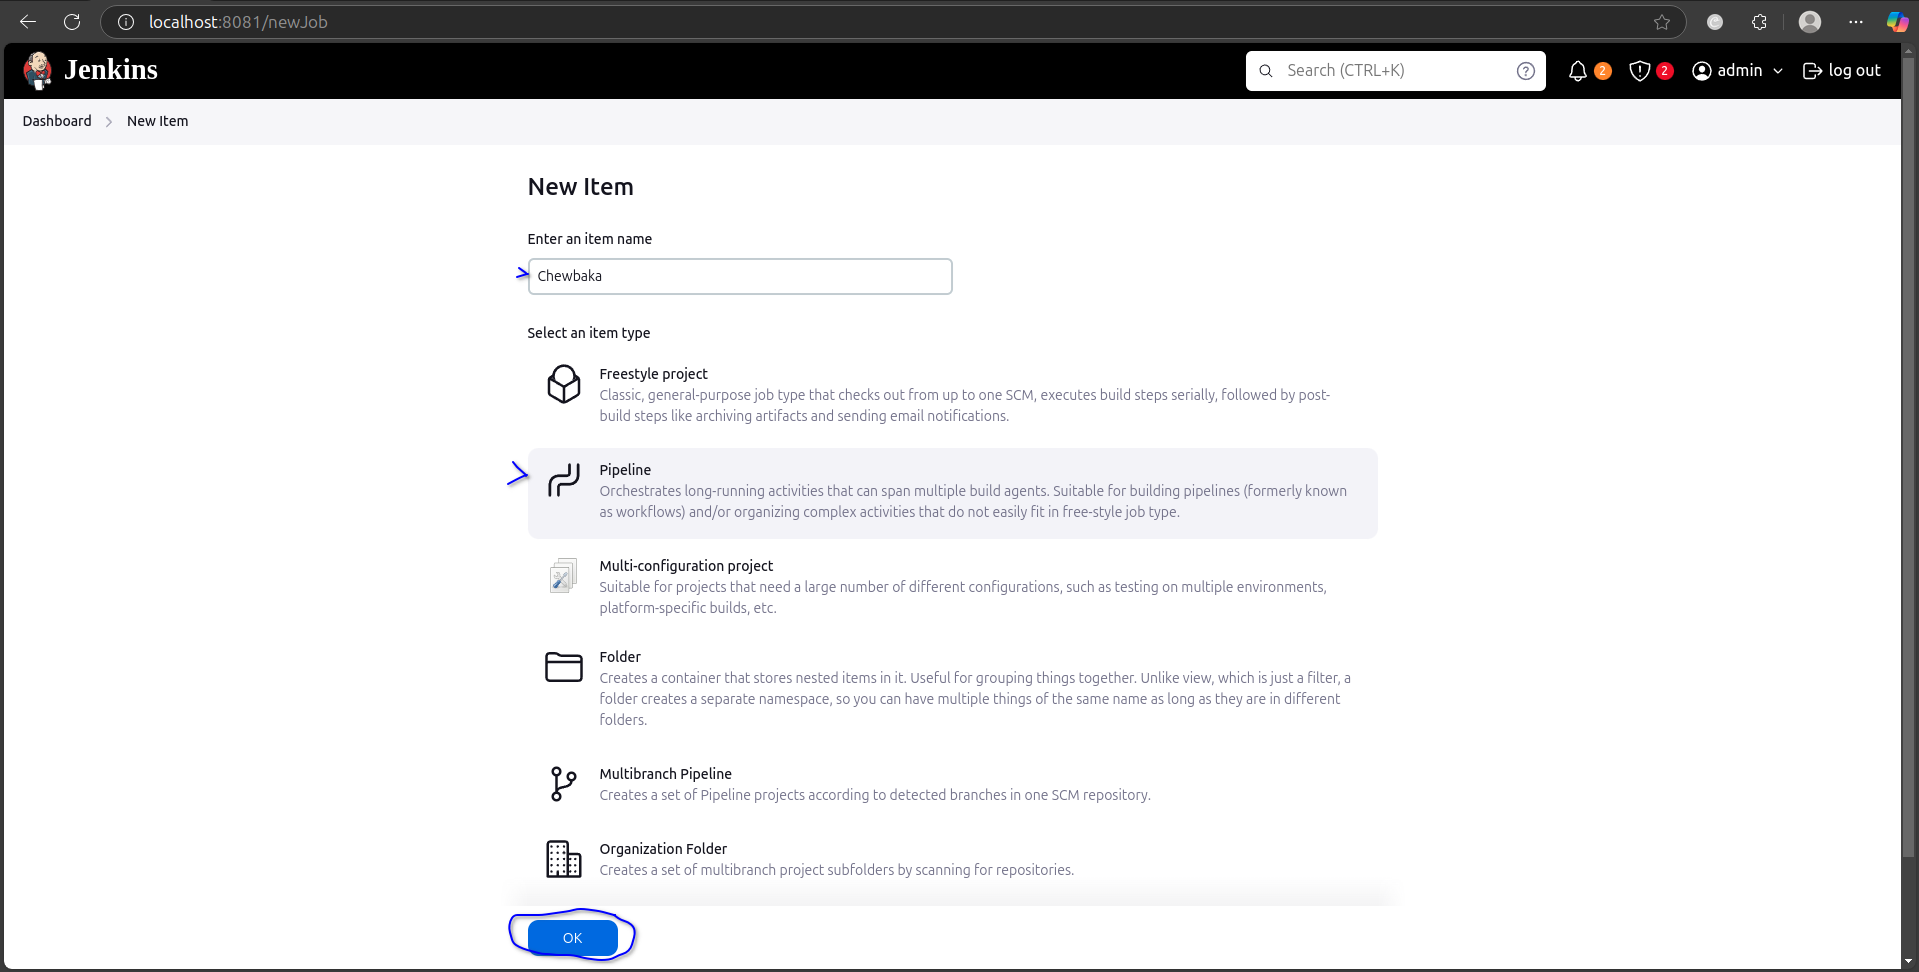 localhost:8081/newJob
Jenkins
Search (CTRL+K)
?
2
2
admin
log out
Dashboard
New Item
New Item
Enter an item name
Chewbaka
Select an item type
Freestyle project
Classic, general-purpose job type that checks out from up to one SCM, executes build steps serially, followed by post-
build steps like archiving artifacts and sending email notifications.
Pipeline
Orchestrates long-running activities that can span multiple build agents. Suitable for building pipelines (formerly known
as workflows) and/or organizing complex activities that do not easily fit in free-style job type.
Multi-configuration project
Suitable for projects that need a large number of different configurations, such as testing on multiple environments,
platform-specific builds, etc.
Folder
Creates a container that stores nested items in it. Useful for grouping things together. Unlike view, which is just a filter, a
folder creates a separate namespace, so you can have multiple things of the same name as long as they are in different
folders.
Multibranch Pipeline
Creates a set of Pipeline projects according to detected branches in one SCM repository.
Organization Folder
Creates a set of multibranch project subfolders by scanning for repositories.
OK